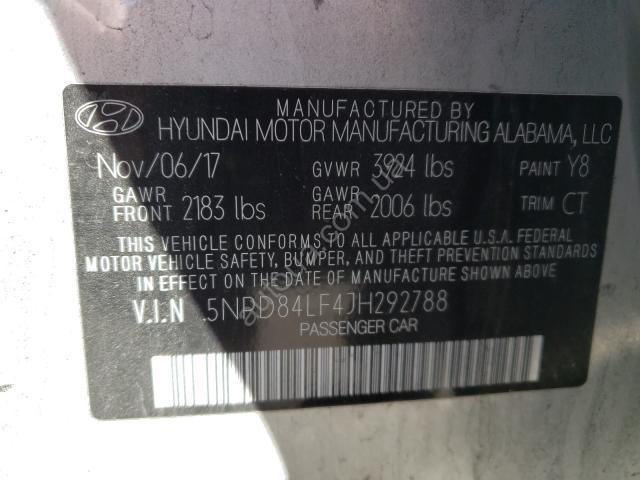 MANUFACTURED BY
HYUNDAI MOTOR MANUFACTURING ALABAMA, LLC
Nov/06/17 GVWR 3924 lbs PAINT Y8
GAWR FRONT 2183 lbs GAWR REAR 2006 lbs TRIM CT
THIS VEHICLE CONFORMS TO ALL APPLICABLE U.S.A. FEDERAL
MOTOR VEHICLE SAFETY, BUMPER, AND THEFT PREVENTION STANDARDS
IN EFFECT ON THE DATE OF MANUFACTURE SHOWN ABOVE.
V.I.N 5NPD84LF4JH292788
PASSENGER CAR